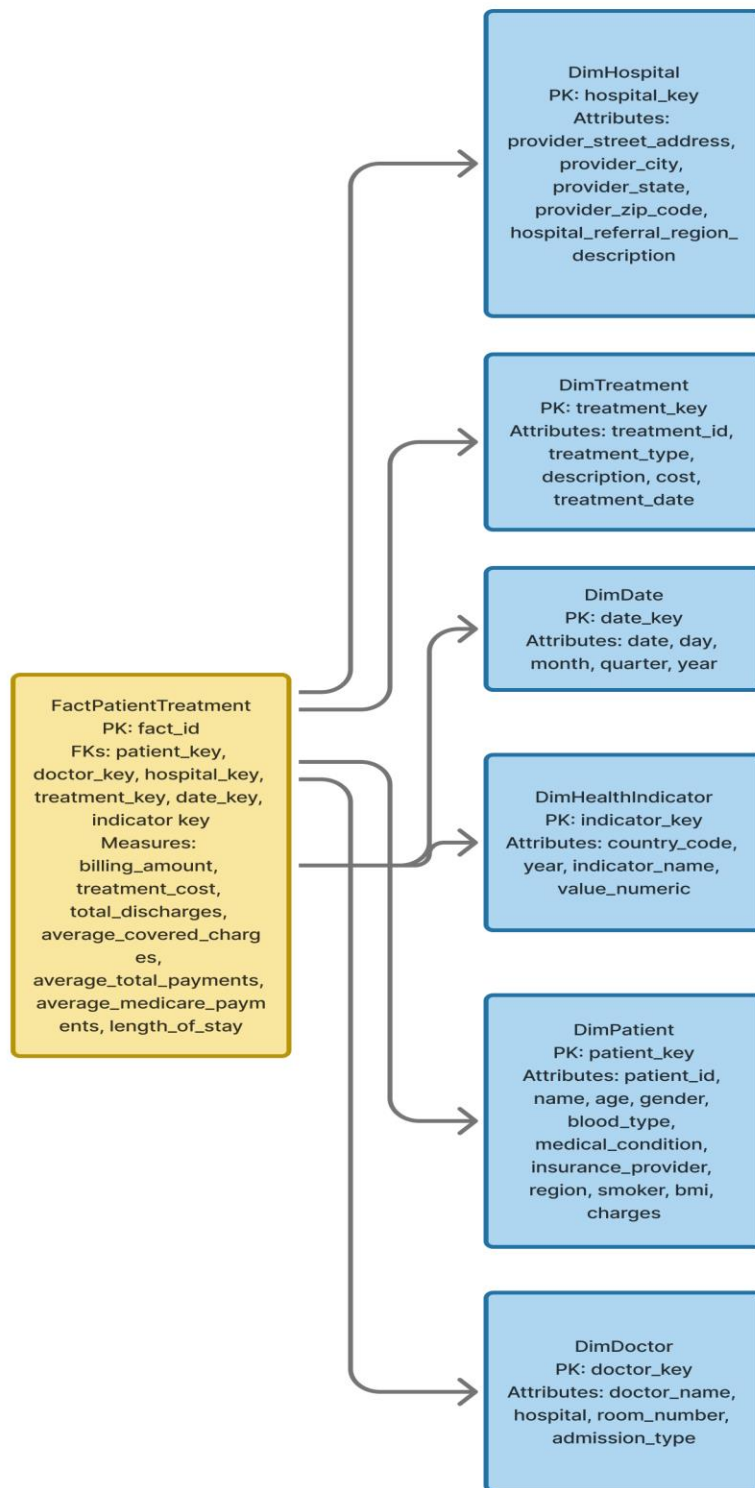 DimHospital
PK: hospital_key
Attributes:
provider_street_address,
provider_city,
provider_state,
provider_zip_code,
hospital_referral_region_
description
DimTreatment
PK: treatment_key
Attributes: treatment_id,
treatment_type,
description, cost,
treatment_date
DimDate
PK: date_key
Attributes: date, day,
month, quarter, year
FactPatientTreatment
PK: fact_id
FKs: patient_key,
doctor_key, hospital_key,
treatment_key, date_key,
indicator key
Measures:
billing_amount,
treatment_cost,
total_discharges,
average_covered_charg
es,
average_total_payments,
average_medicare_paym
ents, length_of_stay
DimHealthIndicator
PK: indicator_key
Attributes: country_code,
year, indicator_name,
value_numeric
DimPatient
PK: patient_key
Attributes: patient_id,
name, age, gender,
blood_type,
medical_condition,
insurance_provider,
region, smoker, bmi,
charges
DimDoctor
PK: doctor_key
Attributes: doctor_name,
hospital, room_number,
admission_type